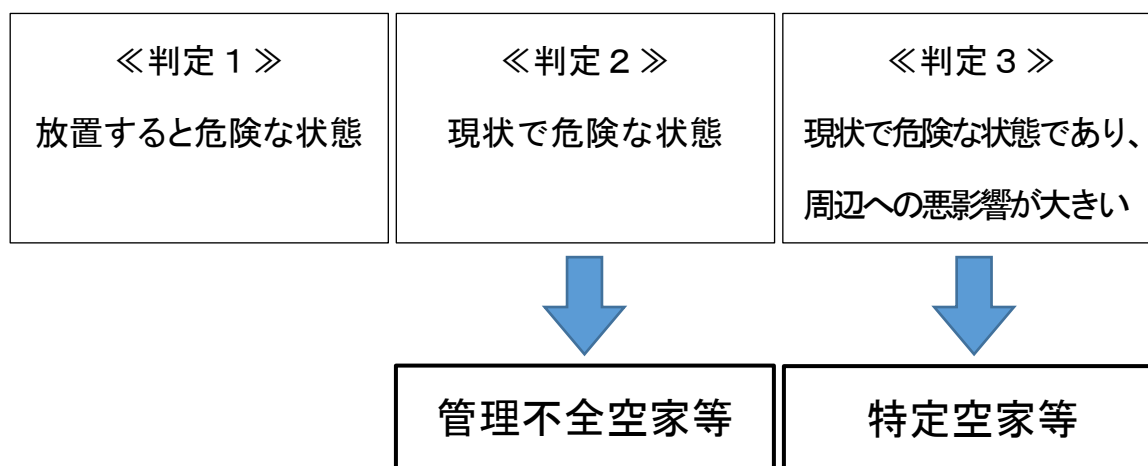 ≪判定１≫
放置すると危険な状態
≪判定２≫
現状で危険な状態
≪判定３≫
現状で危険な状態であり、
周辺への悪影響が大きい
管理不全空家等
特定空家等